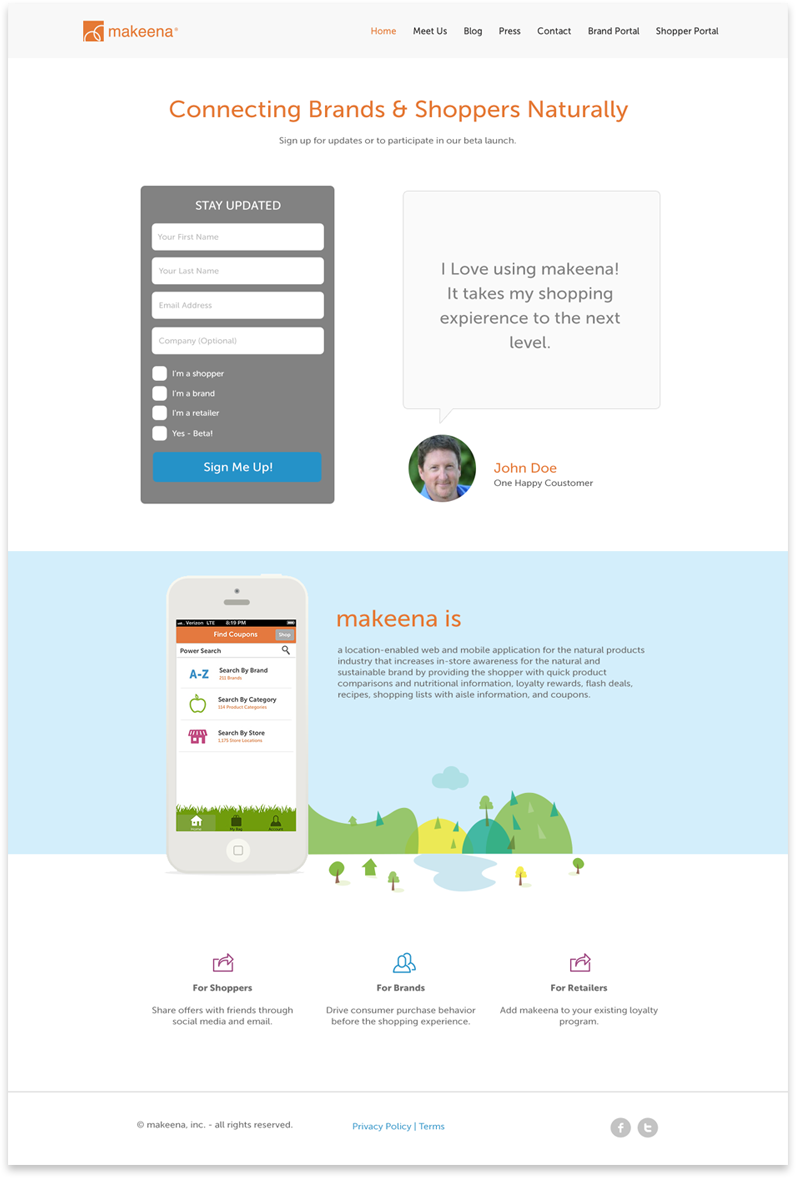 makeena®
Home Meet Us Blog Press Contact Brand Portal Shopper Portal
Connecting Brands & Shoppers Naturally
Sign up for updates or to participate in our beta launch.
STAY UPDATED
Your First Name
Your Last Name
Email Address
Company (Optional)
I'm a shopper
I'm a brand
I'm a retailer
Yes - Beta!
Sign Me Up!
I Love using makeena!
It takes my shopping
expierence to the next
level.
John Doe
One Happy Coustomer
Verizon LTE 8:19 PM
Find Coupons Shop
Power Search
A-Z Search By Brand
211 Brands
Search By Category
114 Product Categories
Search By Store
1,175 Store Locations
Home My Bag Account
makeena is
a location-enabled web and mobile application for the natural products
industry that increases in-store awareness for the natural and
sustainable brand by providing the shopper with quick product
comparisons and nutritional information, loyalty rewards, flash deals,
recipes, shopping lists with aisle information, and coupons.
For Shoppers
Share offers with friends through
social media and email.
For Brands
Drive consumer purchase behavior
before the shopping experience.
For Retailers
Add makeena to your existing loyalty
program.
© makeena, inc. - all rights reserved.
Privacy Policy | Terms